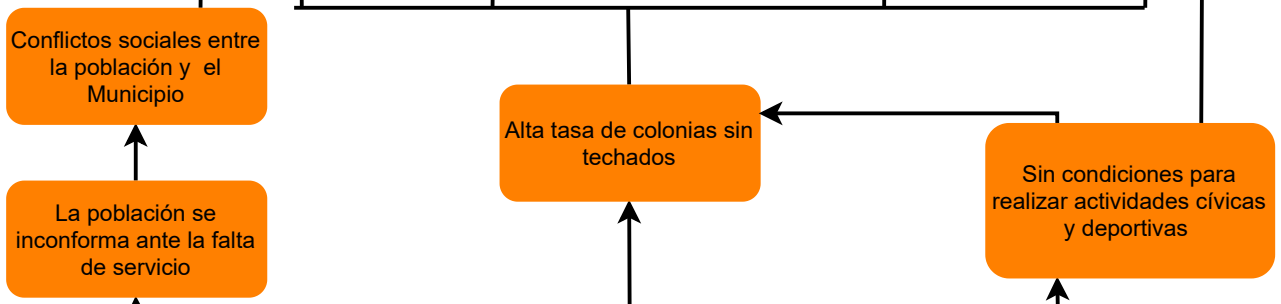 Conflictos sociales entre
la población y  el
Municipio
Alta tasa de colonias sin
techados
Sin condiciones para
realizar actividades cívicas
y deportivas
La población se
inconforma ante la falta
de servicio